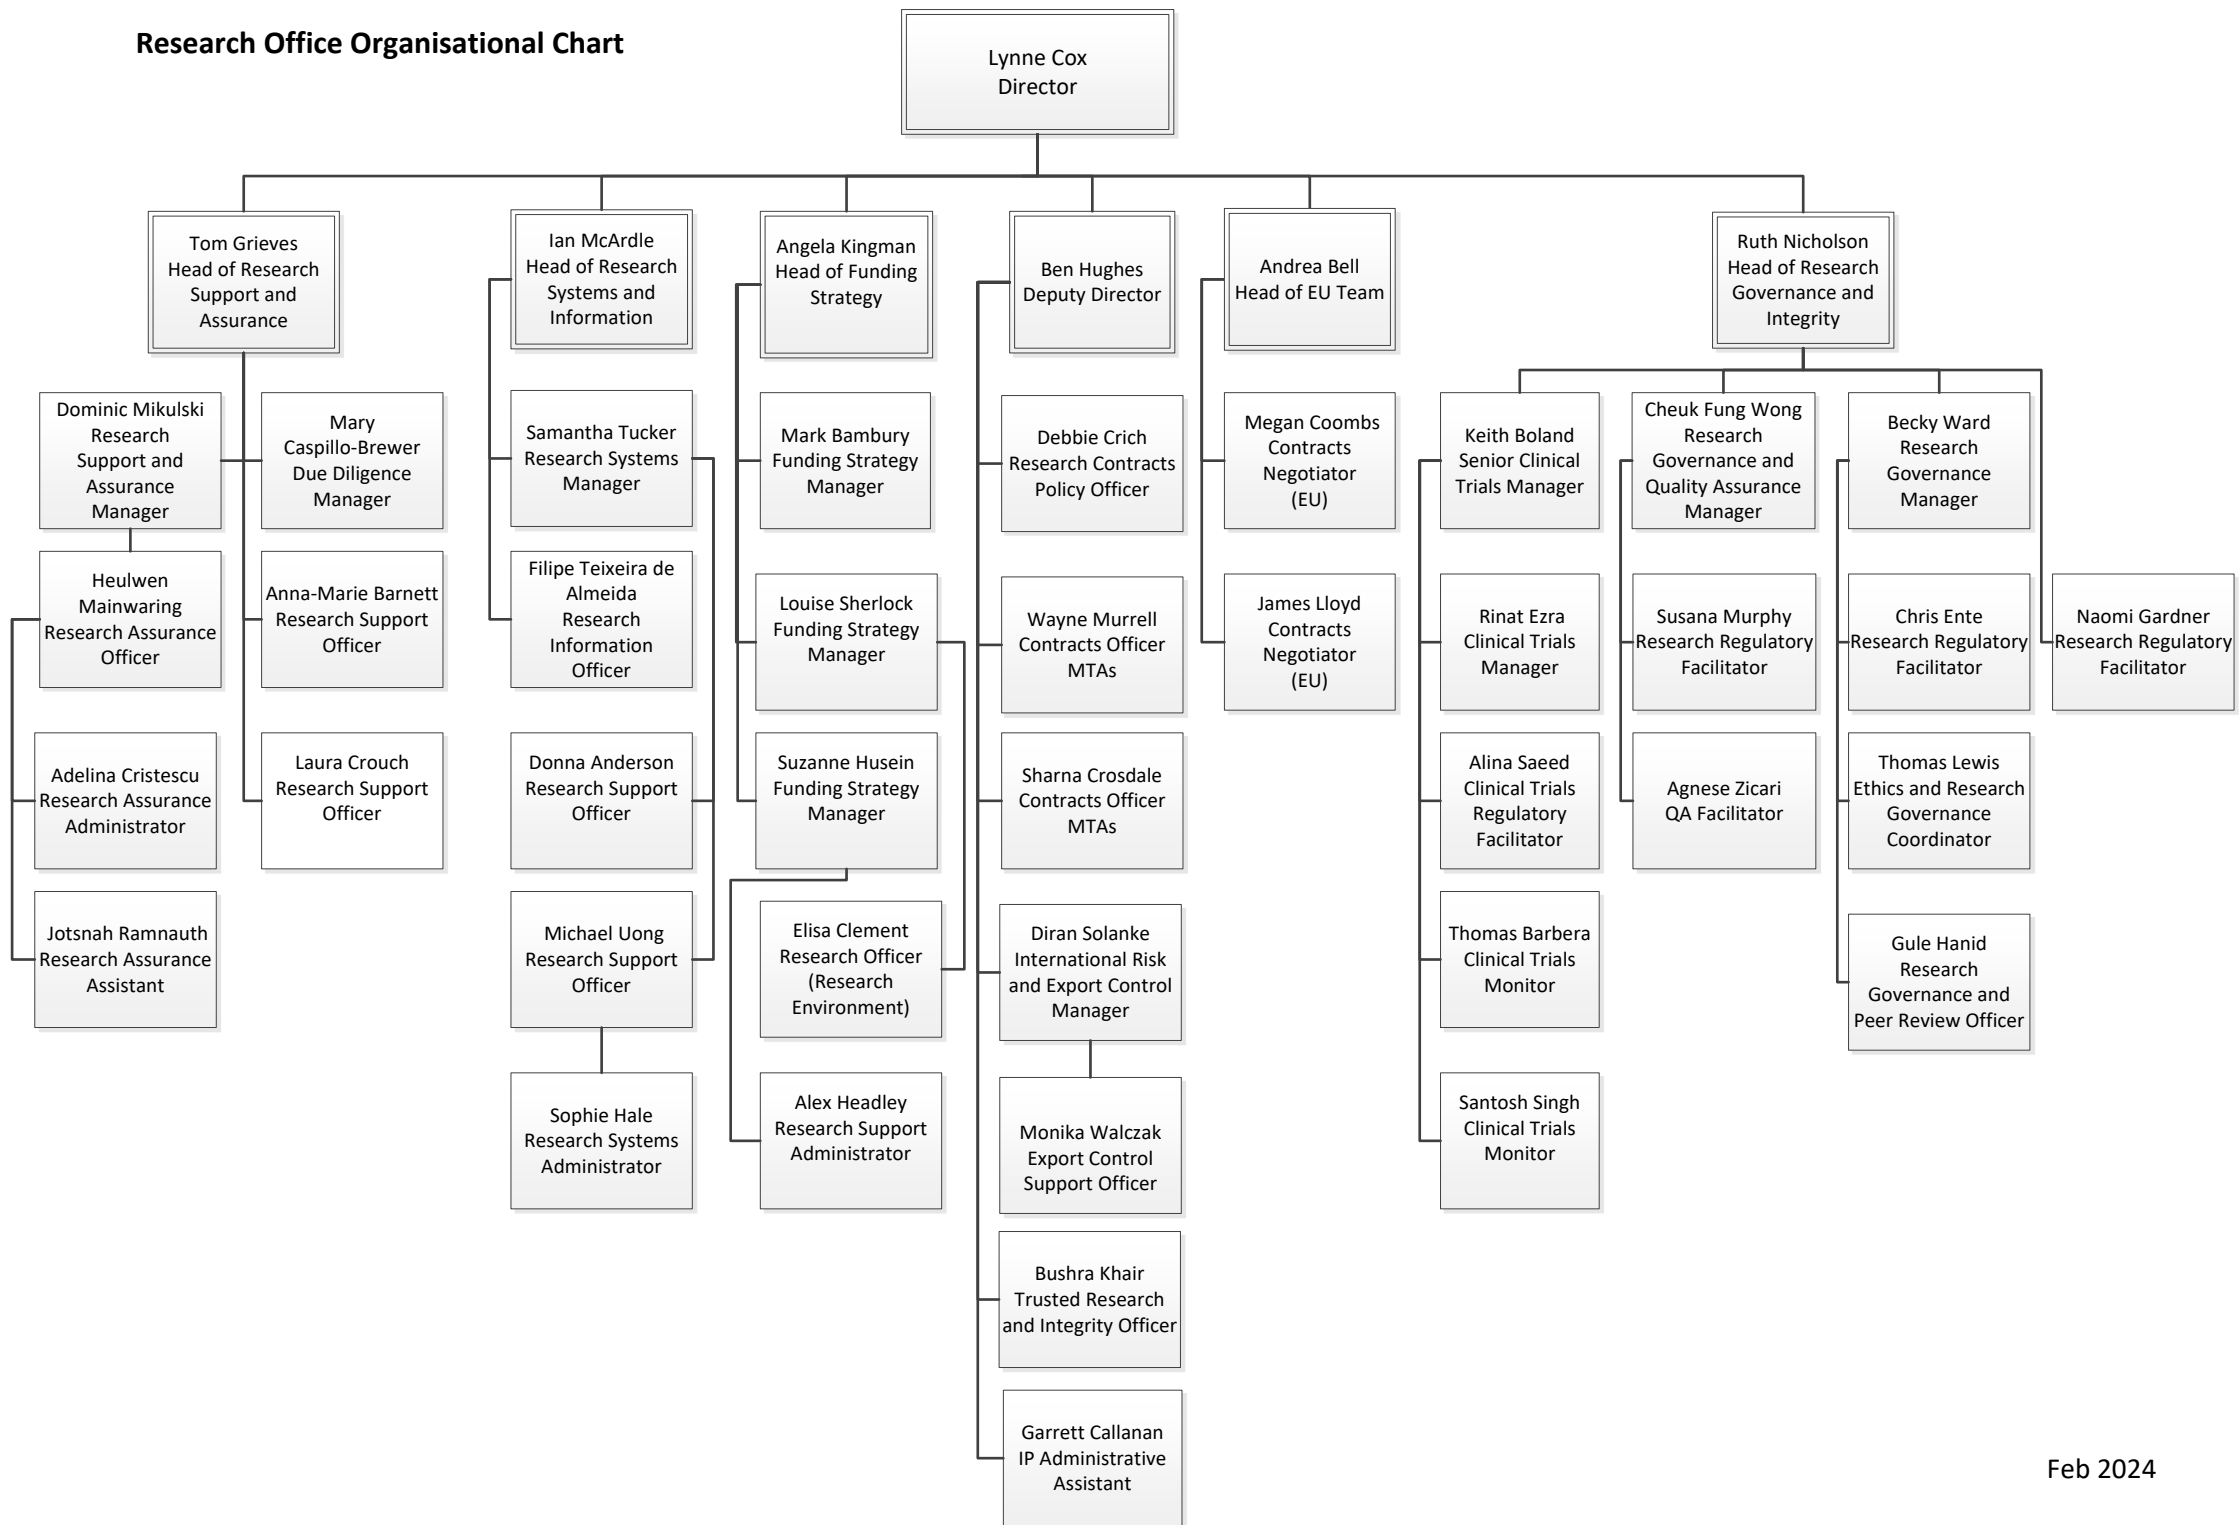 Research Office Organisational Chart
Lynne Cox
Director
Tom Grieves
Head of Research
Support and
Assurance
Ian McArdle
Head of Research
Systems and
Information
Angela Kingman
Head of Funding
Strategy
Ben Hughes
Deputy Director
Andrea Bell
Head of EU Team
Ruth Nicholson
Head of Research
Governance and
Integrity
Dominic Mikulski
Research
Support and
Assurance
Manager
Mary
Caspillo-Brewer
Due Diligence
Manager
Samantha Tucker
Research Systems
Manager
Mark Bambury
Funding Strategy
Manager
Debbie Crich
Research Contracts
Policy Officer
Megan Coombs
Contracts
Negotiator
(EU)
Keith Boland
Senior Clinical
Trials Manager
Cheuk Fung Wong
Research
Governance and
Quality Assurance
Manager
Becky Ward
Research
Governance
Manager
Heulwen
Mainwaring
Research Assurance
Officer
Anna-Marie Barnett
Research Support
Officer
Filipe Teixeira de
Almeida
Research
Information
Officer
Louise Sherlock
Funding Strategy
Manager
Wayne Murrell
Contracts Officer
MTAs
James Lloyd
Contracts
Negotiator
(EU)
Rinat Ezra
Clinical Trials
Manager
Susana Murphy
Research Regulatory
Facilitator
Chris Ente
Research Regulatory
Facilitator
Naomi Gardner
Research Regulatory
Facilitator
Adelina Cristescu
Research Assurance
Administrator
Laura Crouch
Research Support
Officer
Donna Anderson
Research Support
Officer
Suzanne Husein
Funding Strategy
Manager
Sharna Crosdale
Contracts Officer
MTAs
Alina Saeed
Clinical Trials
Regulatory
Facilitator
Agnese Zicari
QA Facilitator
Thomas Lewis
Ethics and Research
Governance
Coordinator
Jotsnah Ramnauth
Research Assurance
Assistant
Michael Uong
Research Support
Officer
Elisa Clement
Research Officer
(Research
Environment)
Diran Solanke
International Risk
and Export Control
Manager
Thomas Barbera
Clinical Trials
Monitor
Gule Hanid
Research
Governance and
Peer Review Officer
Sophie Hale
Research Systems
Administrator
Alex Headley
Research Support
Administrator
Monika Walczak
Export Control
Support Officer
Santosh Singh
Clinical Trials
Monitor
Bushra Khair
Trusted Research
and Integrity Officer
Garrett Callanan
IP Administrative
Assistant
Feb 2024